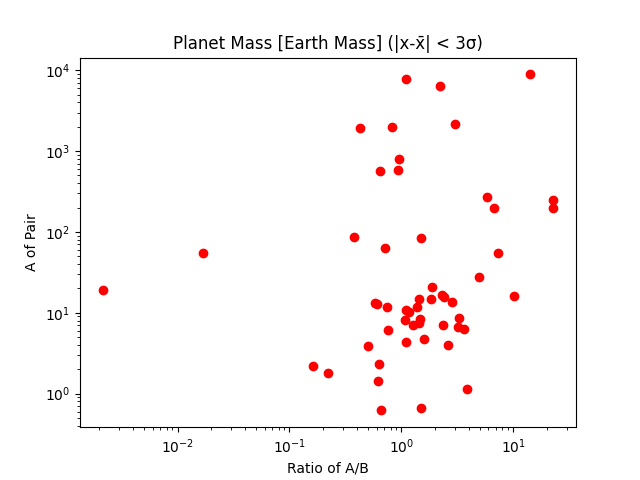 Planet Mass [Earth Mass] (|x-x̄| < 3σ)
A of Pair
10⁴
10³
10²
10¹
10⁰
10⁻² 10⁻¹ 10⁰ 10¹
Ratio of A/B